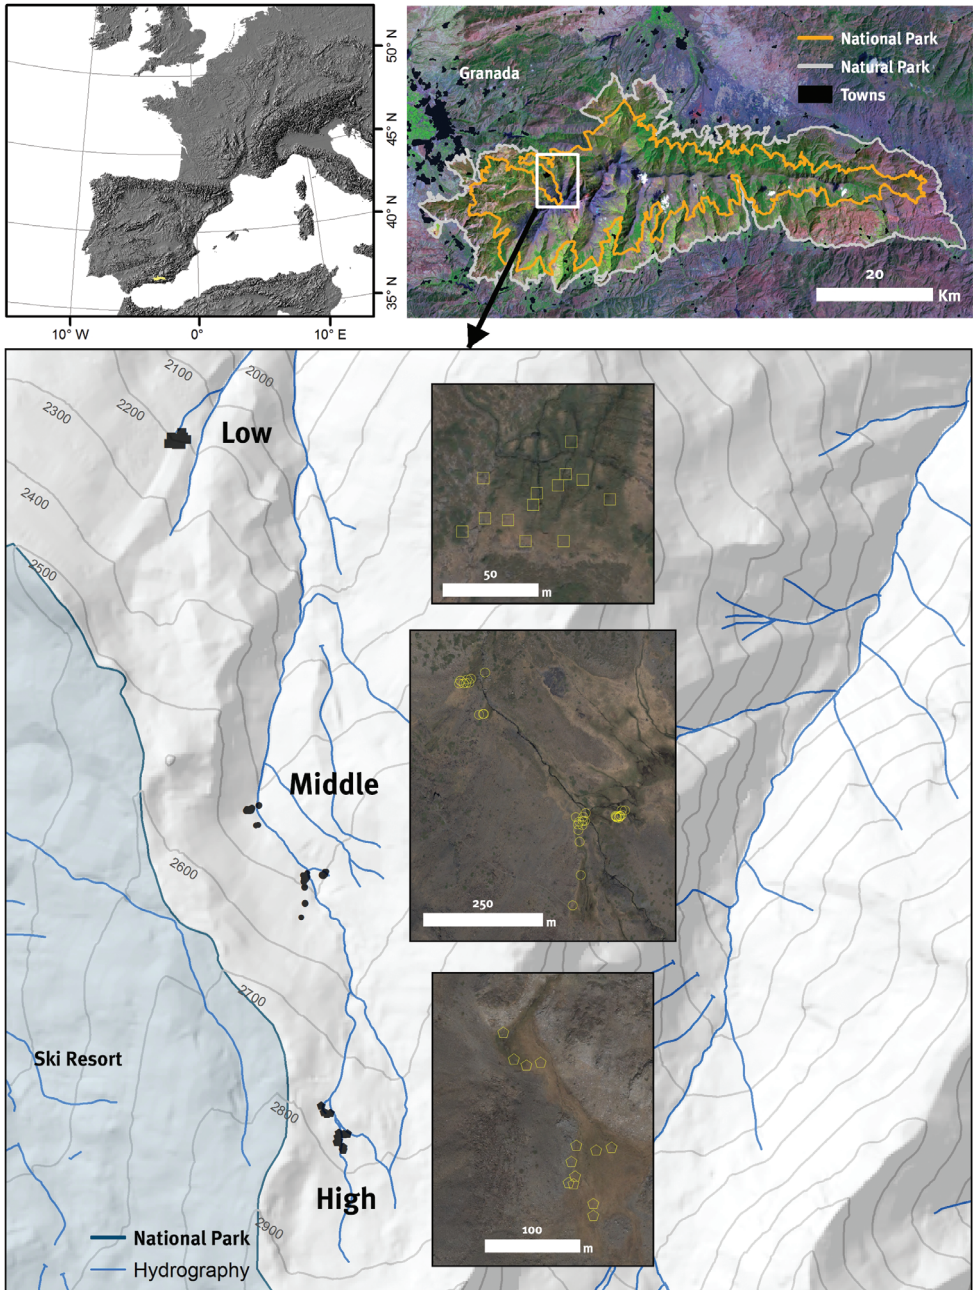 50° N
45° N
40° N
35° N
10° W
0°
10° E
Granada
National Park
Natural Park
Towns
20
Km
2100
2000
2200
2300
Low
2400
2500
50
m
Middle
2600
250
m
2700
Ski Resort
2800
High
2900
100
m
National Park
Hydrography